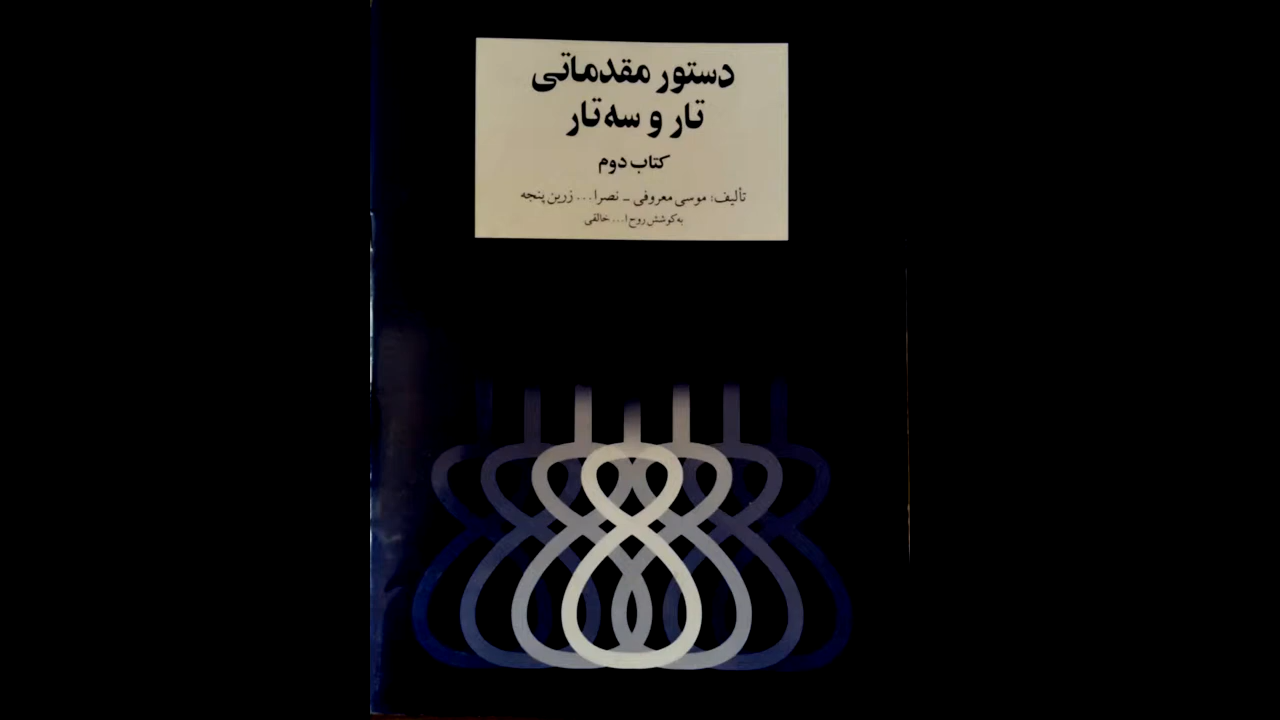 دستور مقدماتی
تار و سه‌تار
کتاب دوم
تألیف: موسی معروفی ـ نصرا... زرین پنجه
به‌کوشش روح ا... خالقی